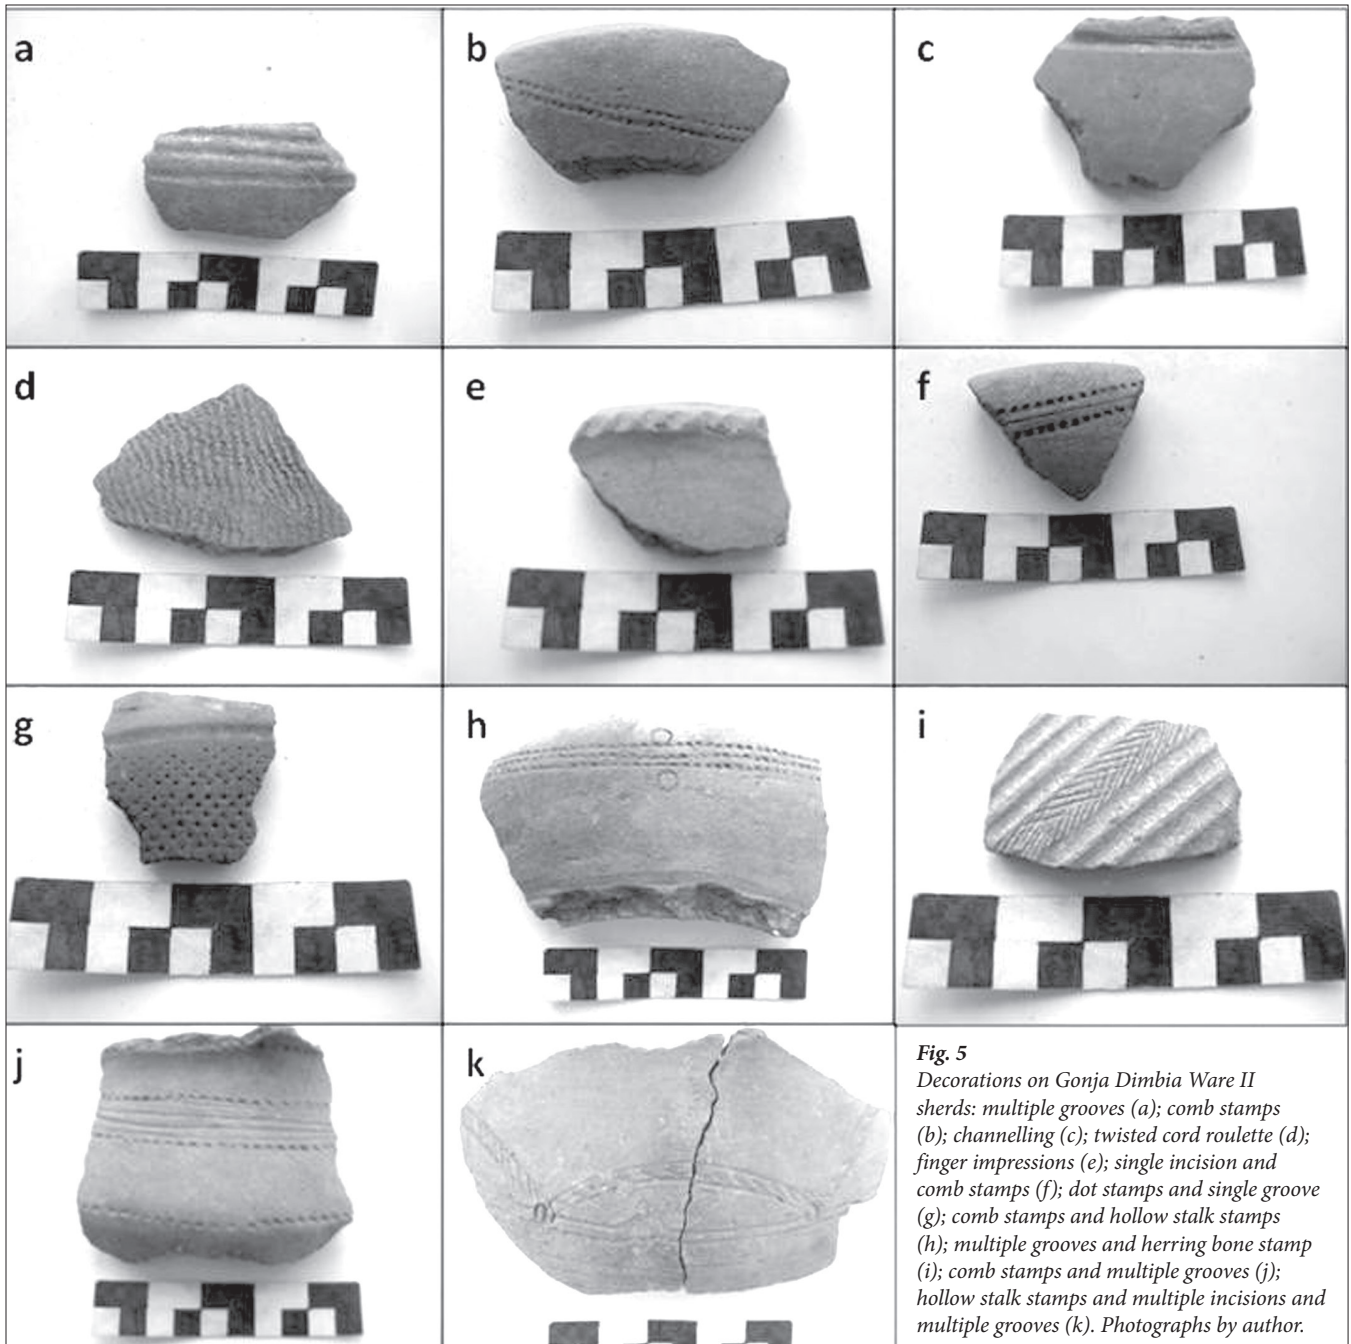 a
b
c
d
e
f
g
h
i
j
k
Fig. 5
Decorations on Gonja Dimbia Ware II
sherds: multiple grooves (a); comb stamps
(b); channelling (c); twisted cord roulette (d);
finger impressions (e); single incision and
comb stamps (f); dot stamps and single groove
(g); comb stamps and hollow stalk stamps
(h); multiple grooves and herring bone stamp
(i); comb stamps and multiple grooves (j);
hollow stalk stamps and multiple incisions and
multiple grooves (k). Photographs by author.